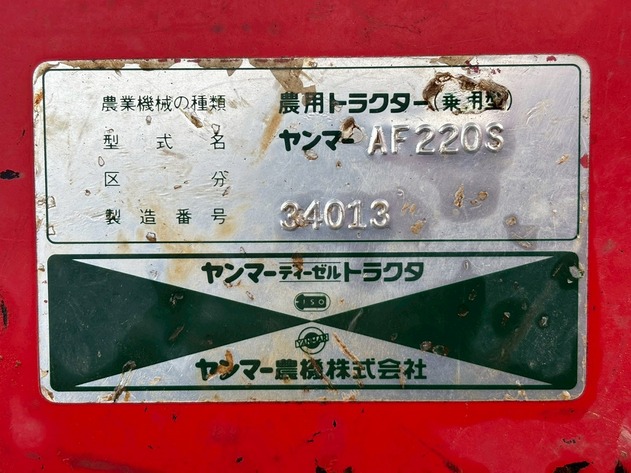 農業機械の種類 農用トラクター(乗用型)
型式名 ヤンマー AF220S
区分
製造番号 34013
ヤンマーディーゼルトラクタ
ISO
YANMAR
ヤンマー農機株式会社